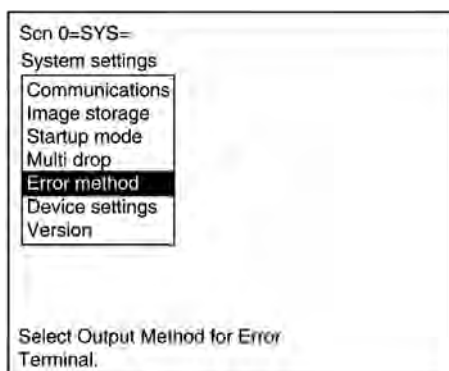 Scn 0=SYS=
System settings
Communications
Image storage
Startup mode
Multi drop
Error method
Device settings
Version
Select Output Method for Error
Terminal.